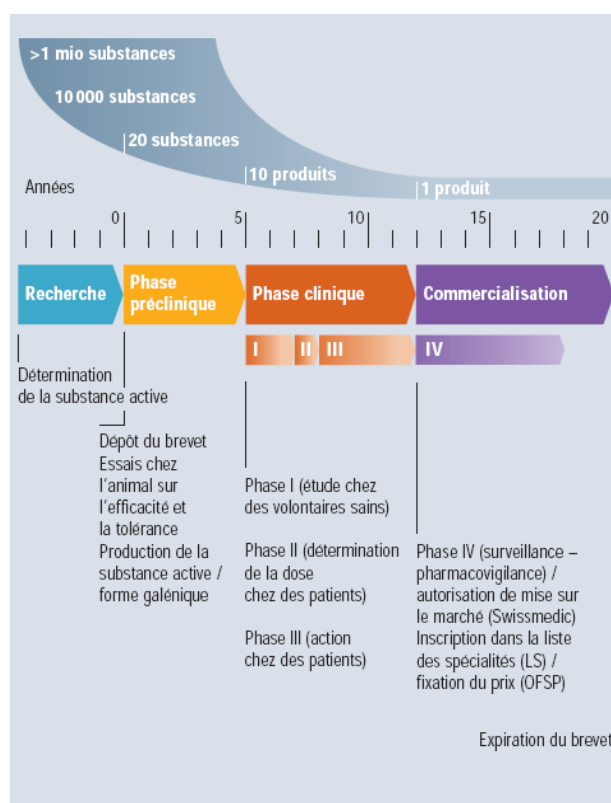 >1 mio substances
10 000 substances
20 substances
10 produits
1 produit
Années
0 5 10 15 20
Recherche
Phase
préclinique
Phase clinique
Commercialisation
I II III IV
Détermination
de la substance active
Dépôt du brevet
Essais chez
l'animal sur
l'efficacité et
la tolérance
Production de la
substance active /
forme galénique
Phase I (étude chez
des volontaires sains)
Phase II (détermination
de la dose
chez des patients)
Phase III (action
chez des patients)
Phase IV (surveillance –
pharmacovigilance) /
autorisation de mise sur
le marché (Swissmedic)
Inscription dans la liste
des spécialités (LS) /
fixation du prix (OFSP)
Expiration du brevet